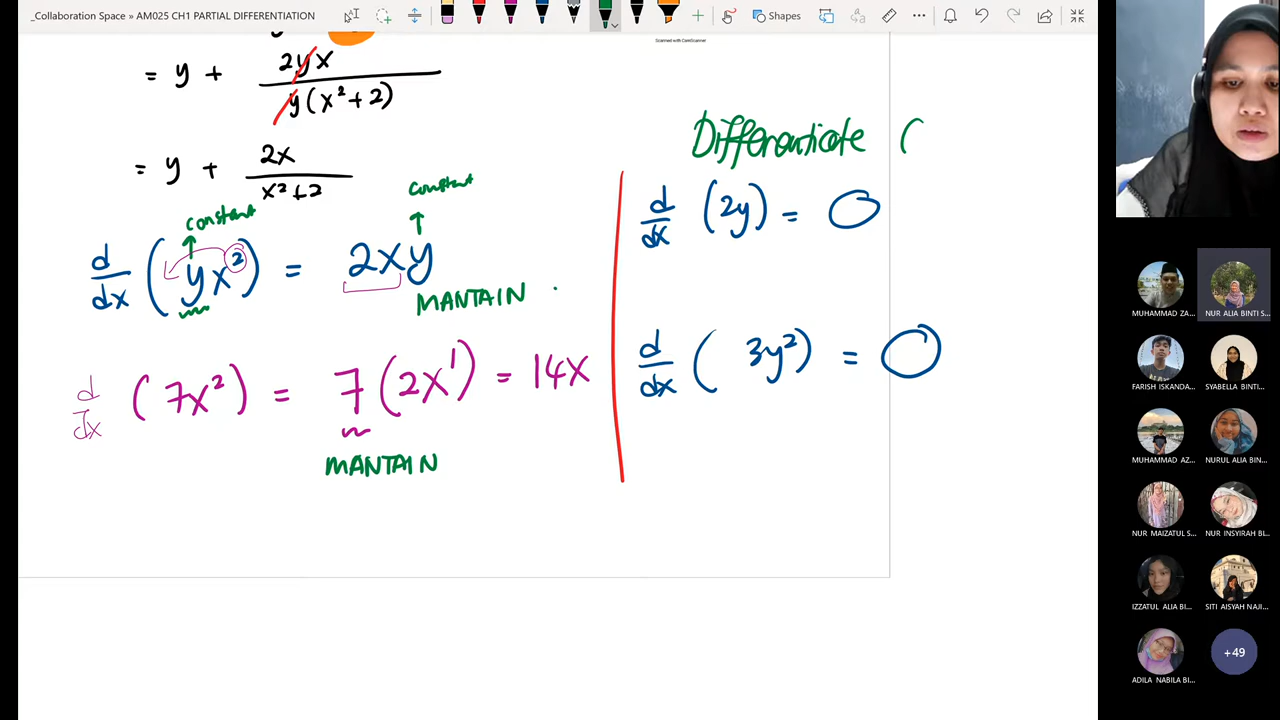 _Collaboration Space » AM025 CH1 PARTIAL DIFFERENTIATION
Shapes
Scanned with CamScanner
= y + 2yx / y(x² + 2)
= y + 2x / x² + 2
constant
constant
d/dx (yx²) = 2xy
MANTAIN
d/dx (7x²) = 7(2x¹) = 14x
MANTAIN
Differentiate (
d/dx (2y) = 0
d/dx (3y²) = 0
MUHAMMAD ZA...
NUR ALIA BINTI S...
FARISH ISKANDA...
SYABELLA BINTI...
MUHAMMAD AZ...
NURUL ALIA BIN...
NUR MAIZATUL S...
NUR INSYIRAH BI...
IZZATUL ALIA BI...
SITI AISYAH NAJI...
ADILA NABILA BI...
+49